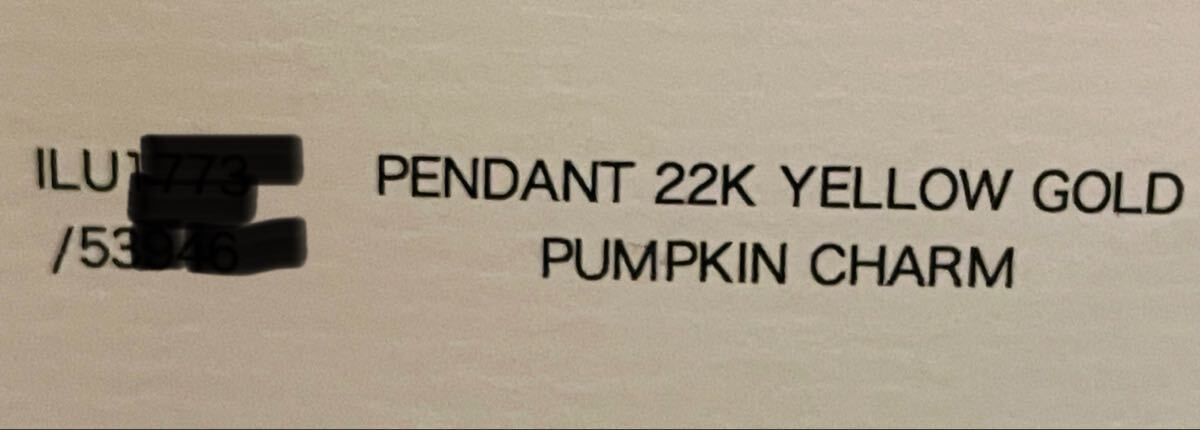 ILU PENDANT 22K YELLOW GOLD
/53 PUMPKIN CHARM